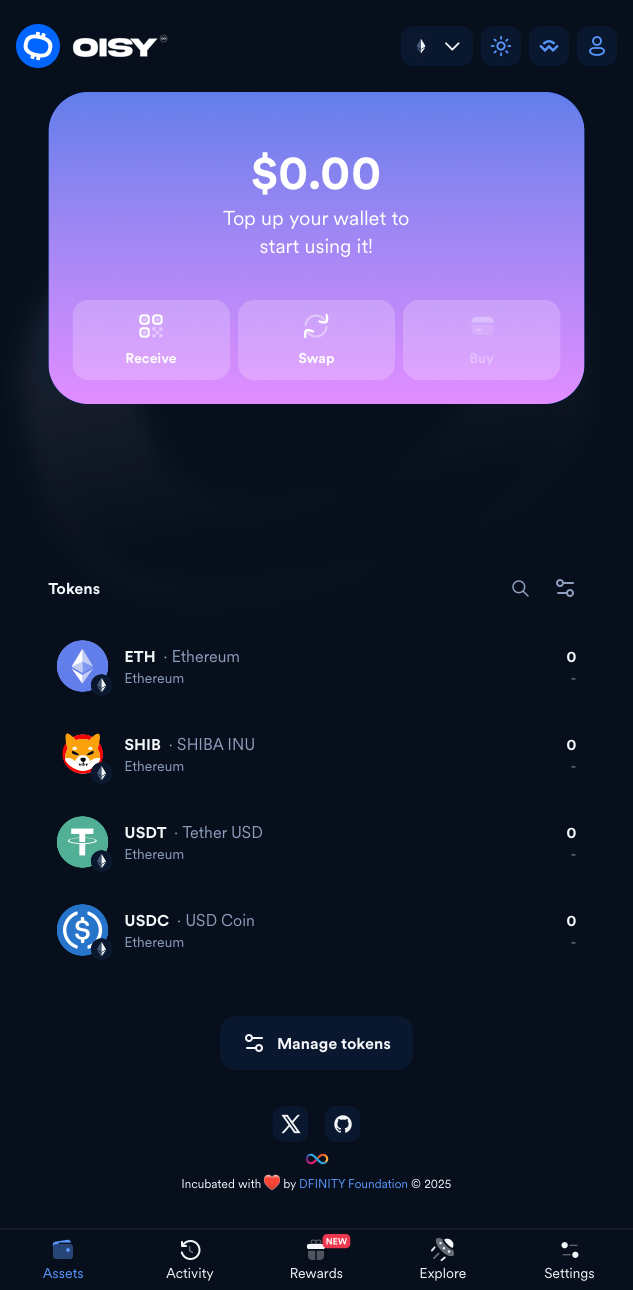 OISY
$0.00
Top up your wallet to
start using it!
Receive
Swap
Buy
Tokens
ETH · Ethereum
0
Ethereum
-
SHIB · SHIBA INU
0
Ethereum
-
USDT · Tether USD
0
Ethereum
-
USDC · USD Coin
0
Ethereum
-
Manage tokens
Incubated with ❤️ by DFINITY Foundation © 2025
NEW
Assets
Activity
Rewards
Explore
Settings